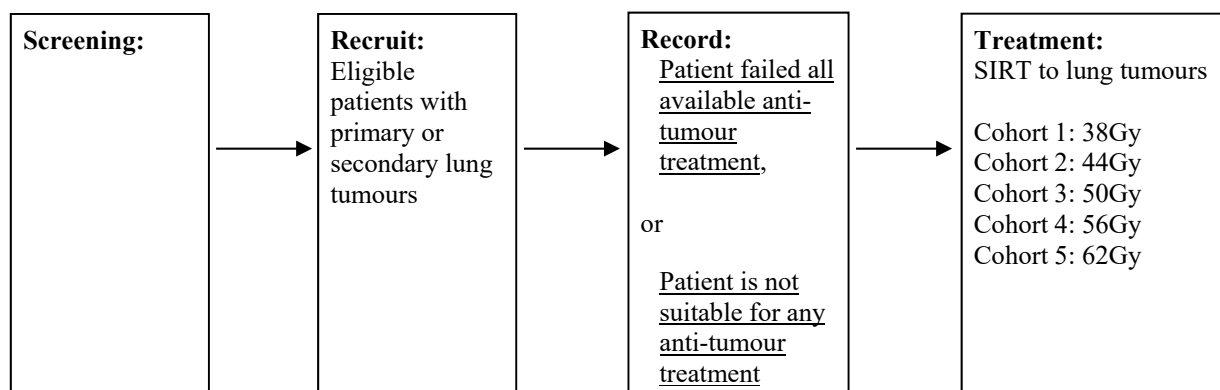 Screening:
Recruit:
Eligible
patients with
primary or
secondary lung
tumours
Record:
Patient failed all
available anti-
tumour
treatment,
or
Patient is not
suitable for any
anti-tumour
treatment
Treatment:
SIRT to lung tumours
Cohort 1: 38Gy
Cohort 2: 44Gy
Cohort 3: 50Gy
Cohort 4: 56Gy
Cohort 5: 62Gy